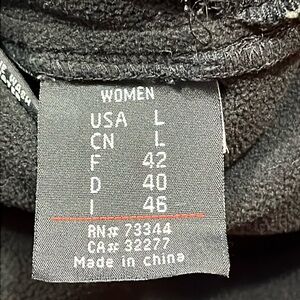 WOMEN
USA L
CN L
F 42
D 40
I 46
RN# 73344
CA# 32277
Made in china